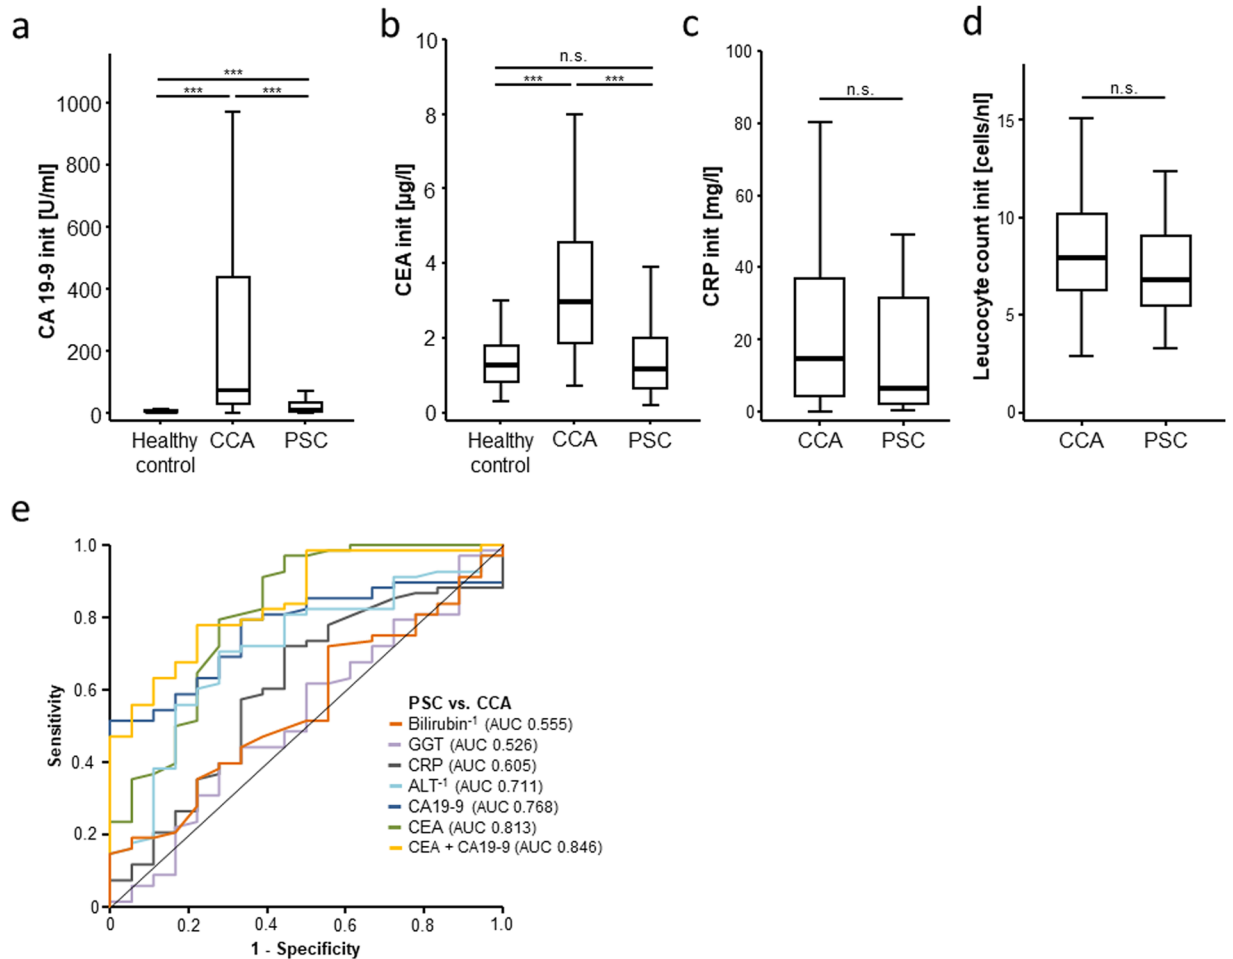 a
CA 19-9 init [U/ml]
1000
800
600
400
200
0
***
***
***
Healthy control
CCA
PSC
b
CEA init [µg/l]
10
8
6
4
2
0
n.s.
***
***
Healthy control
CCA
PSC
c
CRP init [mg/l]
100
80
60
40
20
0
n.s.
CCA
PSC
d
Leucocyte count init [cells/nl]
15
10
5
0
n.s.
CCA
PSC
e
Sensitivity
1.0
0.8
0.6
0.4
0.2
0
PSC vs. CCA
Bilirubin⁻¹ (AUC 0.555)
GGT (AUC 0.526)
CRP (AUC 0.605)
ALT⁻¹ (AUC 0.711)
CA19-9 (AUC 0.768)
CEA (AUC 0.813)
CEA + CA19-9 (AUC 0.846)
0 0.2 0.4 0.6 0.8 1.0
1 - Specificity